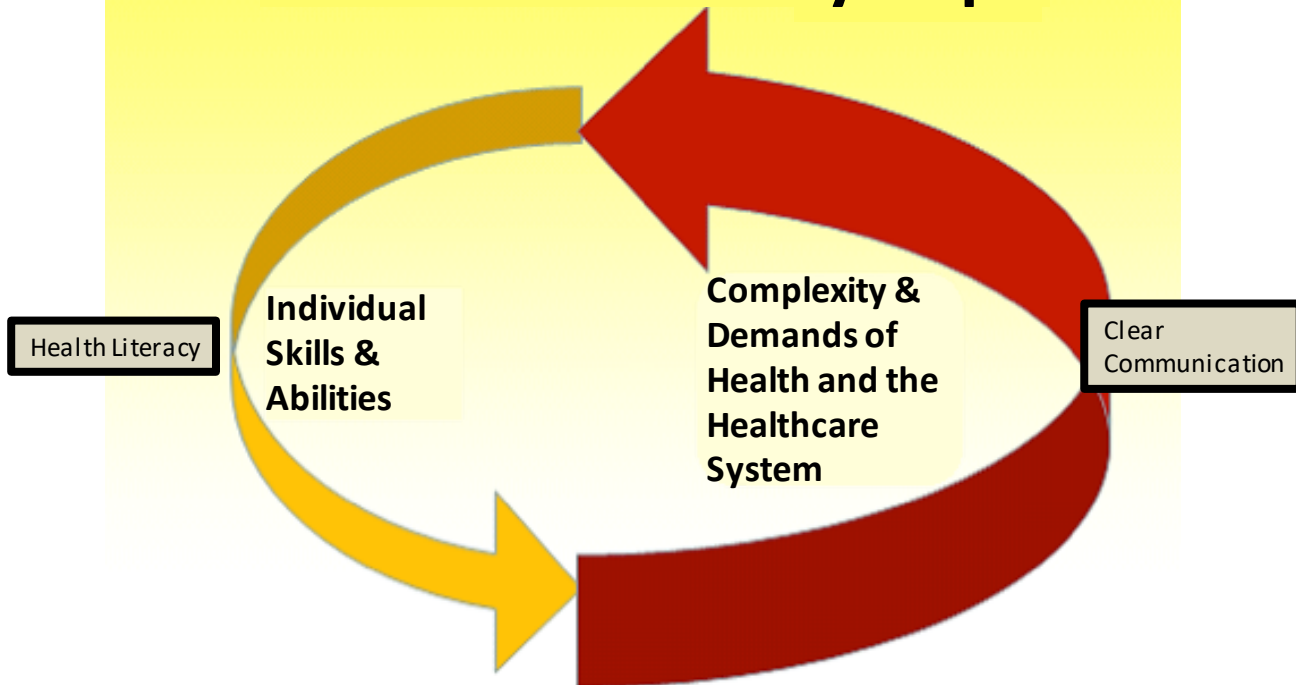 Health Literacy
Individual
Skills &
Abilities
Complexity &
Demands of
Health and the
Healthcare
System
Clear
Communication